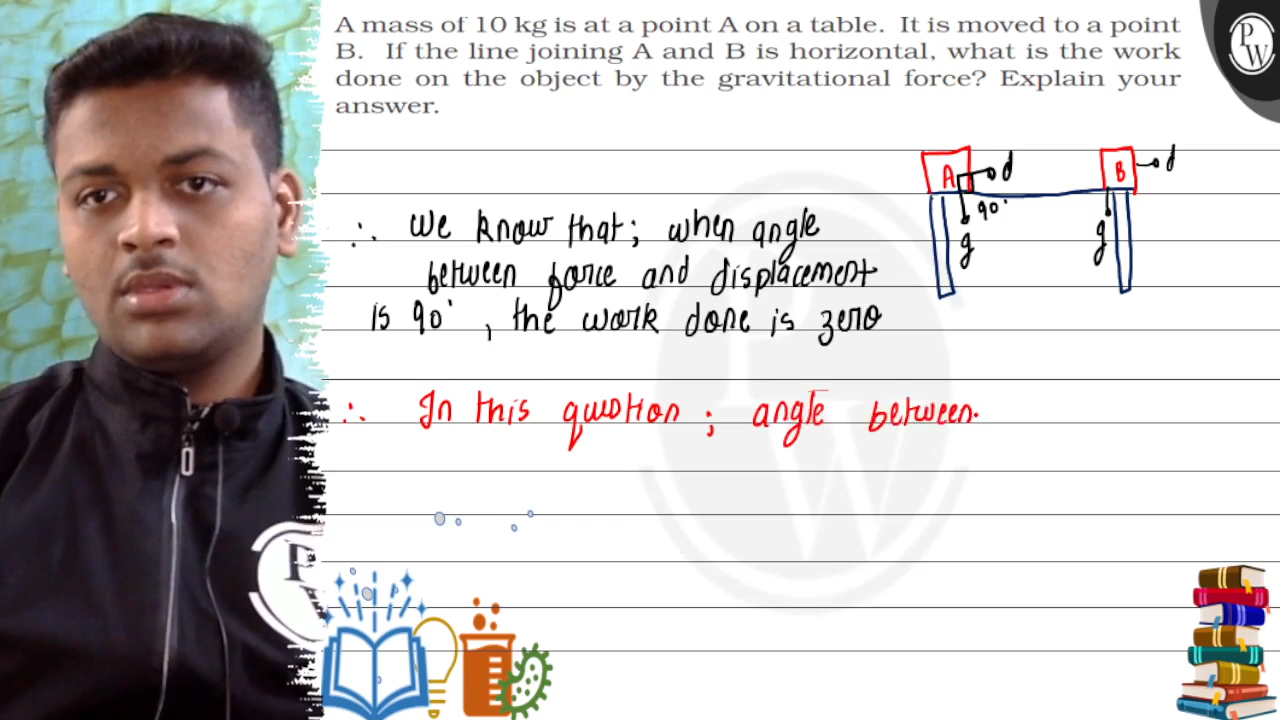 A mass of 10 kg is at a point A on a table. It is moved to a point
B. If the line joining A and B is horizontal, what is the work
done on the object by the gravitational force? Explain your
answer.
PW
A d B d
90°
g g
∴ We know that; when angle
between force and displacement
is 90°, the work done is zero
∴ In this question; angle between
PW
P